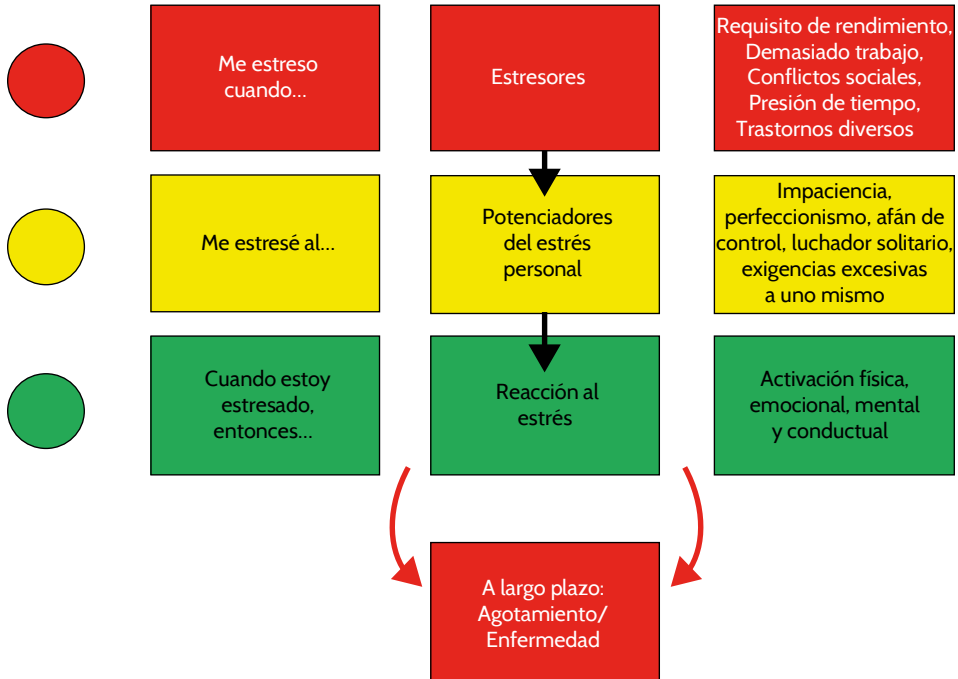 Me estreso
cuando...
Estresores
Requisito de rendimiento,
Demasiado trabajo,
Conflictos sociales,
Presión de tiempo,
Trastornos diversos
Me estresé al...
Potenciadores
del estrés
personal
Impaciencia,
perfeccionismo, afán de
control, luchador solitario,
exigencias excesivas
a uno mismo
Cuando estoy
estresado,
entonces...
Reacción al
estrés
Activación física,
emocional, mental
y conductual
A largo plazo:
Agotamiento/
Enfermedad